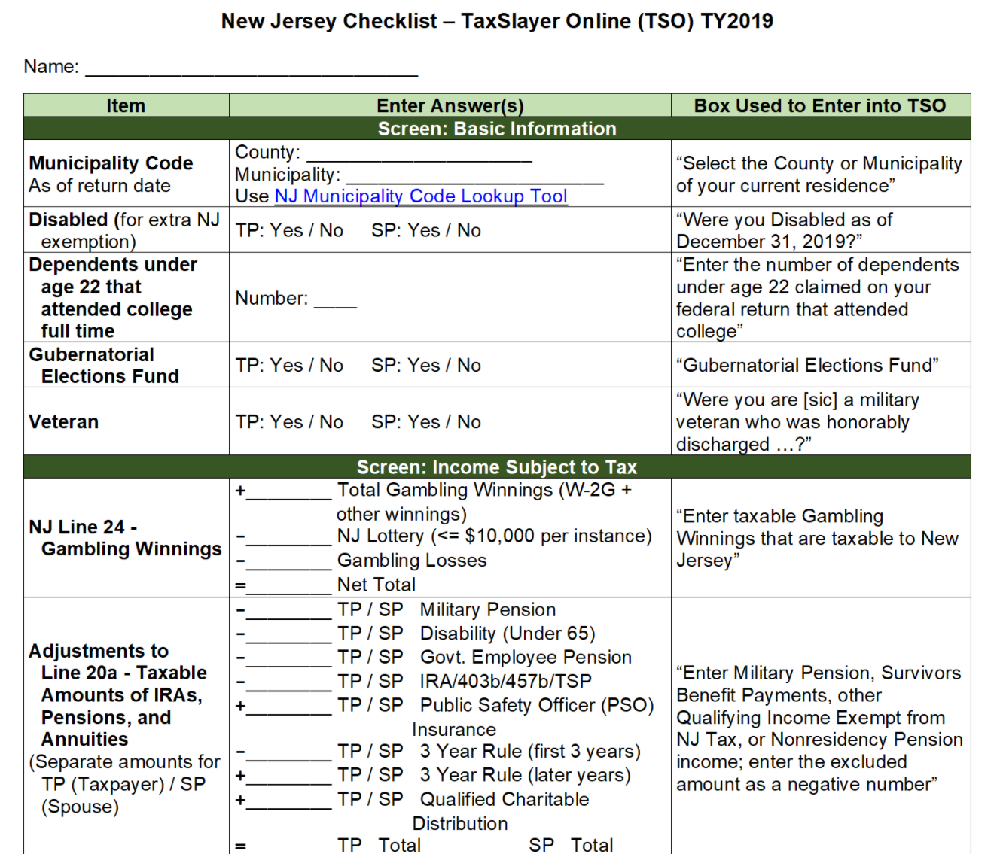 New Jersey Checklist – TaxSlayer Online (TSO) TY2019
Name: _______________________________
Item
Enter Answer(s)
Box Used to Enter into TSO
Screen: Basic Information
Municipality Code
As of return date
County: _____________________
Municipality: ________________________
Use NJ Municipality Code Lookup Tool
“Select the County or Municipality
of your current residence”
Disabled (for extra NJ
exemption)
TP: Yes / No SP: Yes / No
“Were you Disabled as of
December 31, 2019?”
Dependents under
age 22 that
attended college
full time
Number: ____
“Enter the number of dependents
under age 22 claimed on your
federal return that attended
college”
Gubernatorial
Elections Fund
TP: Yes / No SP: Yes / No
“Gubernatorial Elections Fund”
Veteran
TP: Yes / No SP: Yes / No
“Were you are [sic] a military
veteran who was honorably
discharged …?”
Screen: Income Subject to Tax
NJ Line 24 -
Gambling Winnings
+________ Total Gambling Winnings (W-2G +
other winnings)
−________ NJ Lottery (<= $10,000 per instance)
−________ Gambling Losses
=________ Net Total
“Enter taxable Gambling
Winnings that are taxable to New
Jersey”
Adjustments to
Line 20a - Taxable
Amounts of IRAs,
Pensions, and
Annuities
(Separate amounts for
TP (Taxpayer) / SP
(Spouse)
−________ TP / SP Military Pension
−________ TP / SP Disability (Under 65)
−________ TP / SP Govt. Employee Pension
−________ TP / SP IRA/403b/457b/TSP
+________ TP / SP Public Safety Officer (PSO)
Insurance
−________ TP / SP 3 Year Rule (first 3 years)
+________ TP / SP 3 Year Rule (later years)
+________ TP / SP Qualified Charitable
Distribution
= TP Total SP Total
“Enter Military Pension, Survivors
Benefit Payments, other
Qualifying Income Exempt from
NJ Tax, or Nonresidency Pension
income; enter the excluded
amount as a negative number”